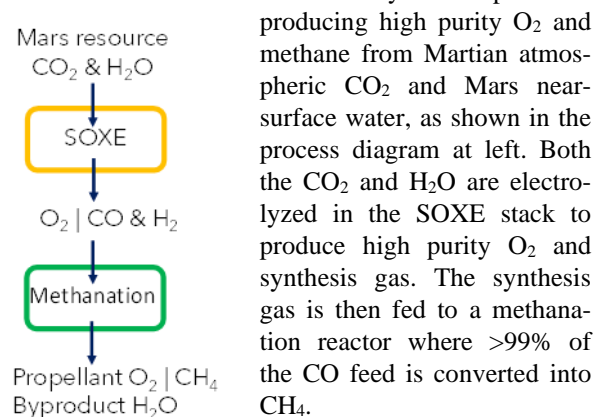 Mars resource
CO₂ & H₂O
SOXE
O₂ | CO & H₂
Methanation
Propellant O₂ | CH₄
Byproduct H₂O
producing high purity O₂ and
methane from Martian atmos-
pheric CO₂ and Mars near-
surface water, as shown in the
process diagram at left. Both
the CO₂ and H₂O are electro-
lyzed in the SOXE stack to
produce high purity O₂ and
synthesis gas. The synthesis
gas is then fed to a methana-
tion reactor where >99% of
the CO feed is converted into
CH₄.